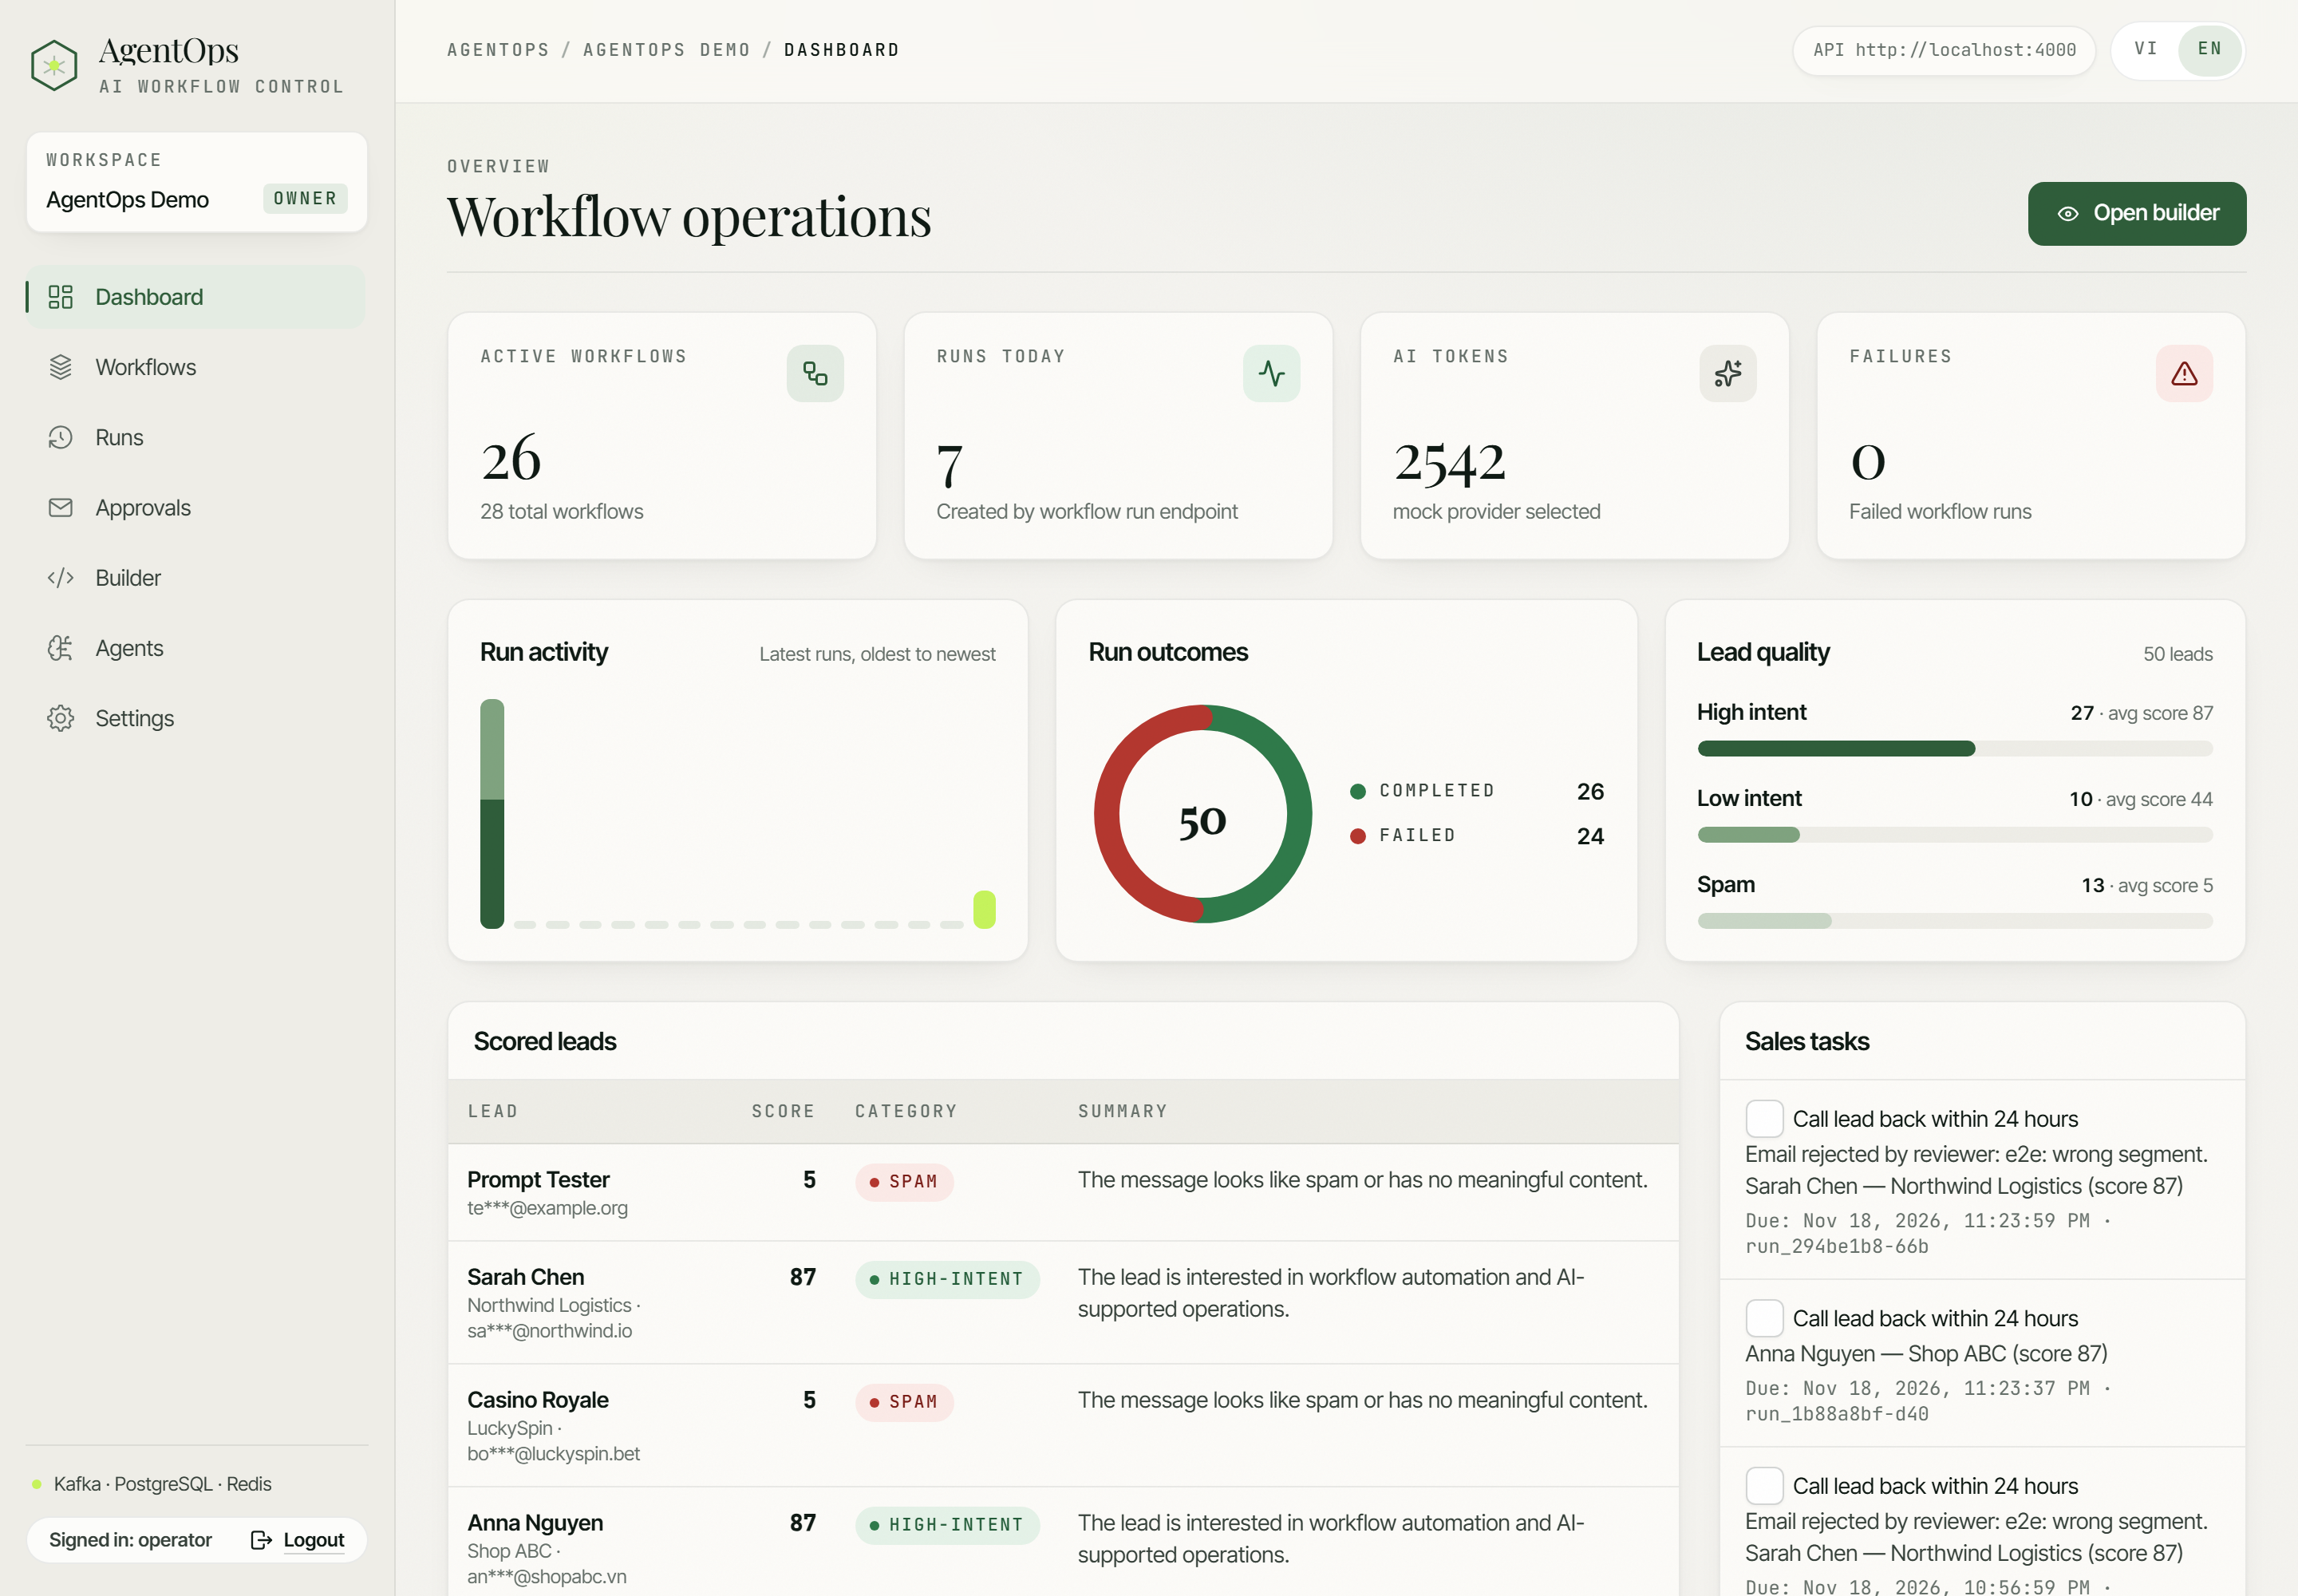 AgentOps
AI WORKFLOW CONTROL
WORKSPACE
AgentOps Demo OWNER
Dashboard
Workflows
Runs
Approvals
Builder
Agents
Settings
Kafka · PostgreSQL · Redis
Signed in: operator Logout
AGENTOPS / AGENTOPS DEMO / DASHBOARD
API http://localhost:4000 VI EN
OVERVIEW
Workflow operations
Open builder
ACTIVE WORKFLOWS
26
28 total workflows
RUNS TODAY
7
Created by workflow run endpoint
AI TOKENS
2542
mock provider selected
FAILURES
0
Failed workflow runs
Run activity Latest runs, oldest to newest
Run outcomes
50
COMPLETED 26
FAILED 24
Lead quality 50 leads
High intent 27 · avg score 87
Low intent 10 · avg score 44
Spam 13 · avg score 5
Scored leads
LEAD SCORE CATEGORY SUMMARY
Prompt Tester 5 SPAM The message looks like spam or has no meaningful content.
te***@example.org
Sarah Chen 87 HIGH-INTENT The lead is interested in workflow automation and AI-
Northwind Logistics · supported operations.
sa***@northwind.io
Casino Royale 5 SPAM The message looks like spam or has no meaningful content.
LuckySpin ·
bo***@luckyspin.bet
Anna Nguyen 87 HIGH-INTENT The lead is interested in workflow automation and AI-
Shop ABC · supported operations.
an***@shopabc.vn
Sales tasks
Call lead back within 24 hours
Email rejected by reviewer: e2e: wrong segment.
Sarah Chen — Northwind Logistics (score 87)
Due: Nov 18, 2026, 11:23:59 PM ·
run_294be1b8-66b
Call lead back within 24 hours
Anna Nguyen — Shop ABC (score 87)
Due: Nov 18, 2026, 11:23:37 PM ·
run_1b88a8bf-d40
Call lead back within 24 hours
Email rejected by reviewer: e2e: wrong segment.
Sarah Chen — Northwind Logistics (score 87)
Due: Nov 18, 2026, 10:56:59 PM ·